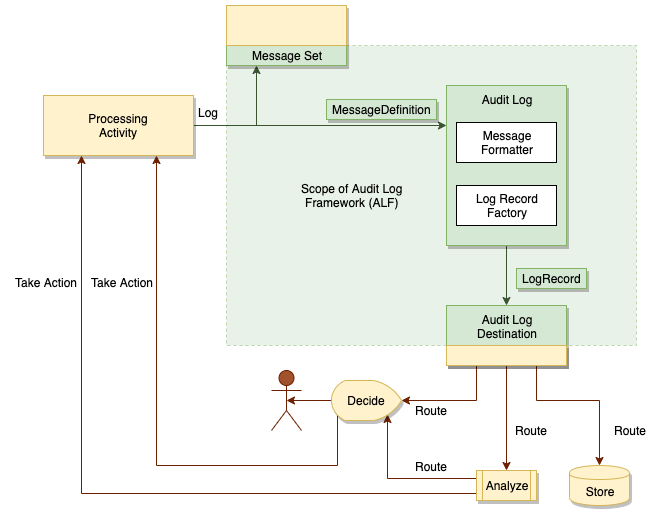 Message Set
Processing
Activity
Log
MessageDefinition
Audit Log
Message
Formatter
Log Record
Factory
Scope of Audit Log
Framework (ALF)
LogRecord
Take Action
Take Action
Audit Log
Destination
Decide
Route
Route
Route
Route
Analyze
Store